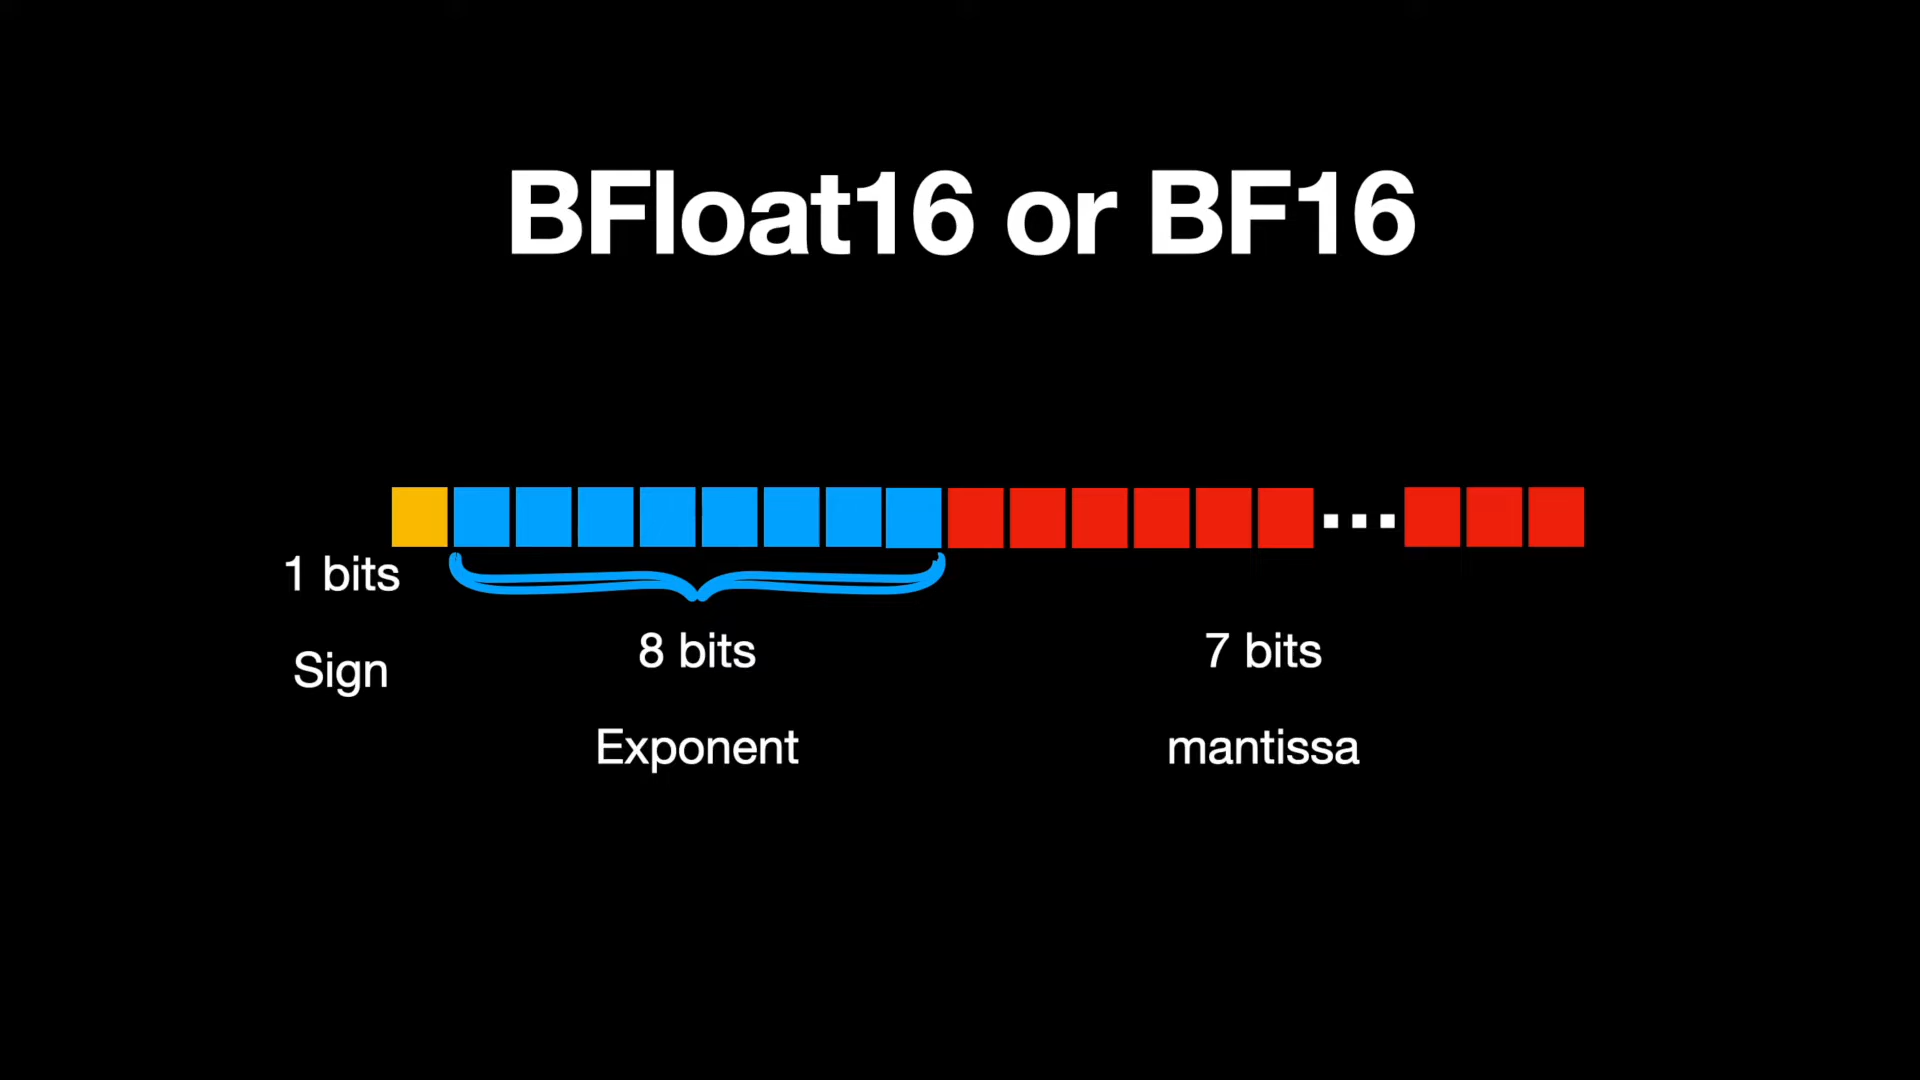 BFloat16 or BF16
...
1 bits
Sign
8 bits
Exponent
7 bits
mantissa